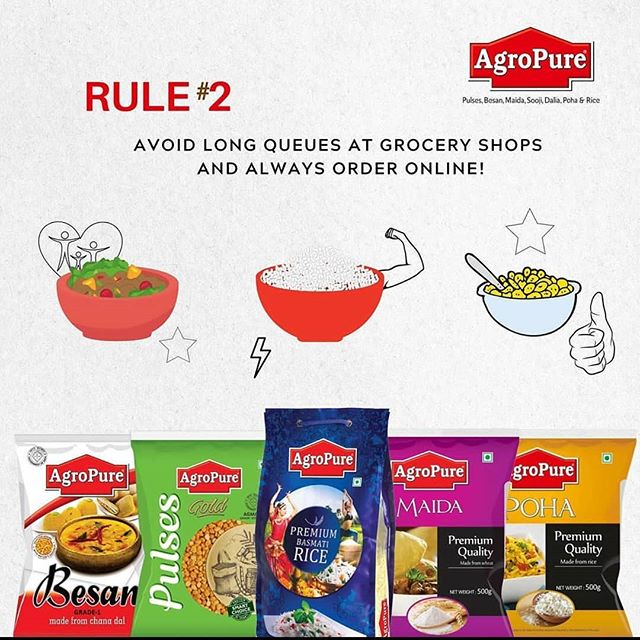 AgroPure
Pulses, Besan, Maida, Sooji, Dalia, Poha & Rice
RULE #2
AVOID LONG QUEUES AT GROCERY SHOPS
AND ALWAYS ORDER ONLINE!
AgroPure
Besan
GRADE-1
made from chana dal
AgroPure
Gold
Pulses
AgroPure
PREMIUM
BASMATI
RICE
AgroPure
MAIDA
Premium
Quality
Made from wheat
NET WEIGHT: 500g
groPure
POHA
Premium
Quality
Made from rice
NET WEIGHT: 500g